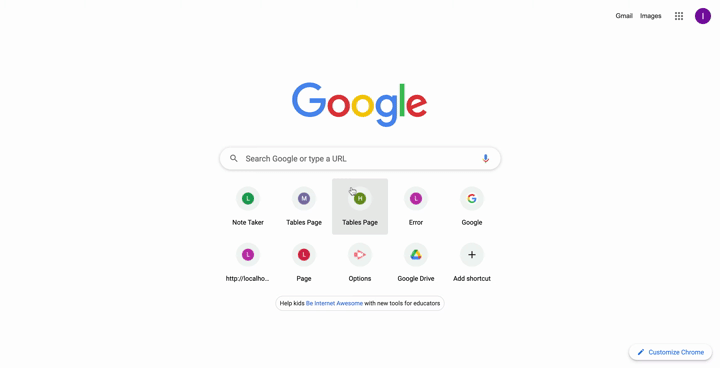 Gmail Images I
Google
Search Google or type a URL
L M H L
Note Taker Tables Page Tables Page Error Google
L L
http://localho... Page Options Google Drive Add shortcut
Help kids Be Internet Awesome with new tools for educators
Customize Chrome